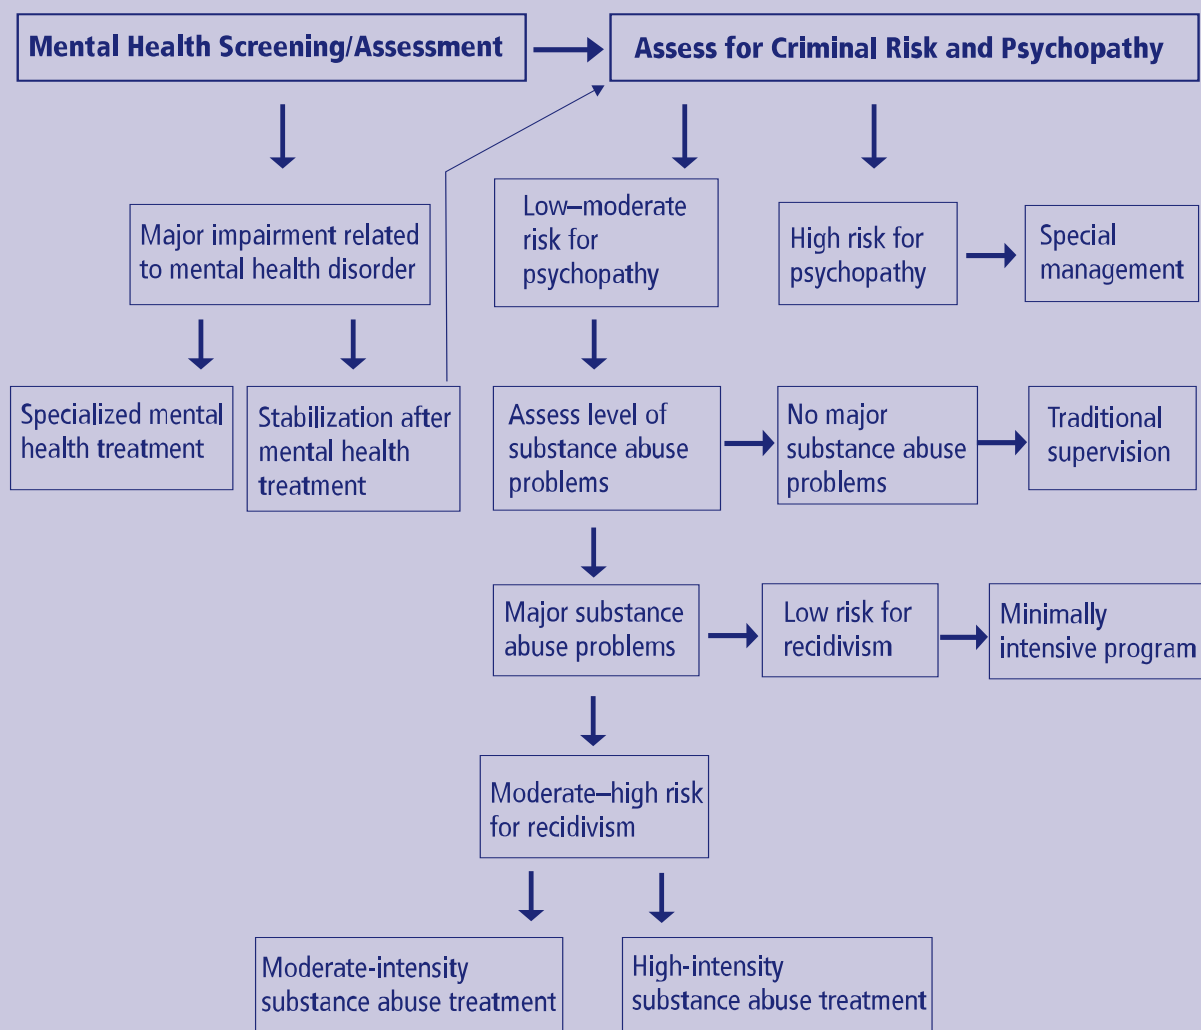 Mental Health Screening/Assessment
Assess for Criminal Risk and Psychopathy
Major impairment related
to mental health disorder
Low–moderate
risk for
psychopathy
High risk for
psychopathy
Special
management
Specialized mental
health treatment
Stabilization after
mental health
treatment
Assess level of
substance abuse
problems
No major
substance abuse
problems
Traditional
supervision
Major substance
abuse problems
Low risk for
recidivism
Minimally
intensive program
Moderate–high risk
for recidivism
Moderate-intensity
substance abuse treatment
High-intensity
substance abuse treatment